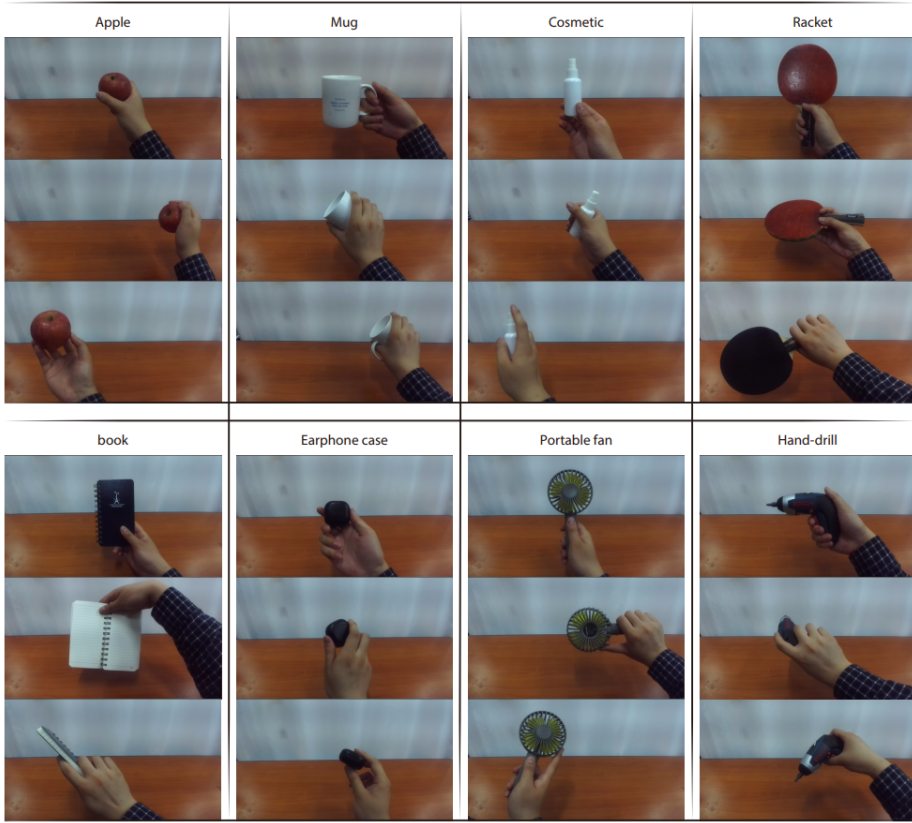 Apple
Mug
Cosmetic
Racket
book
Earphone case
Portable fan
Hand-drill